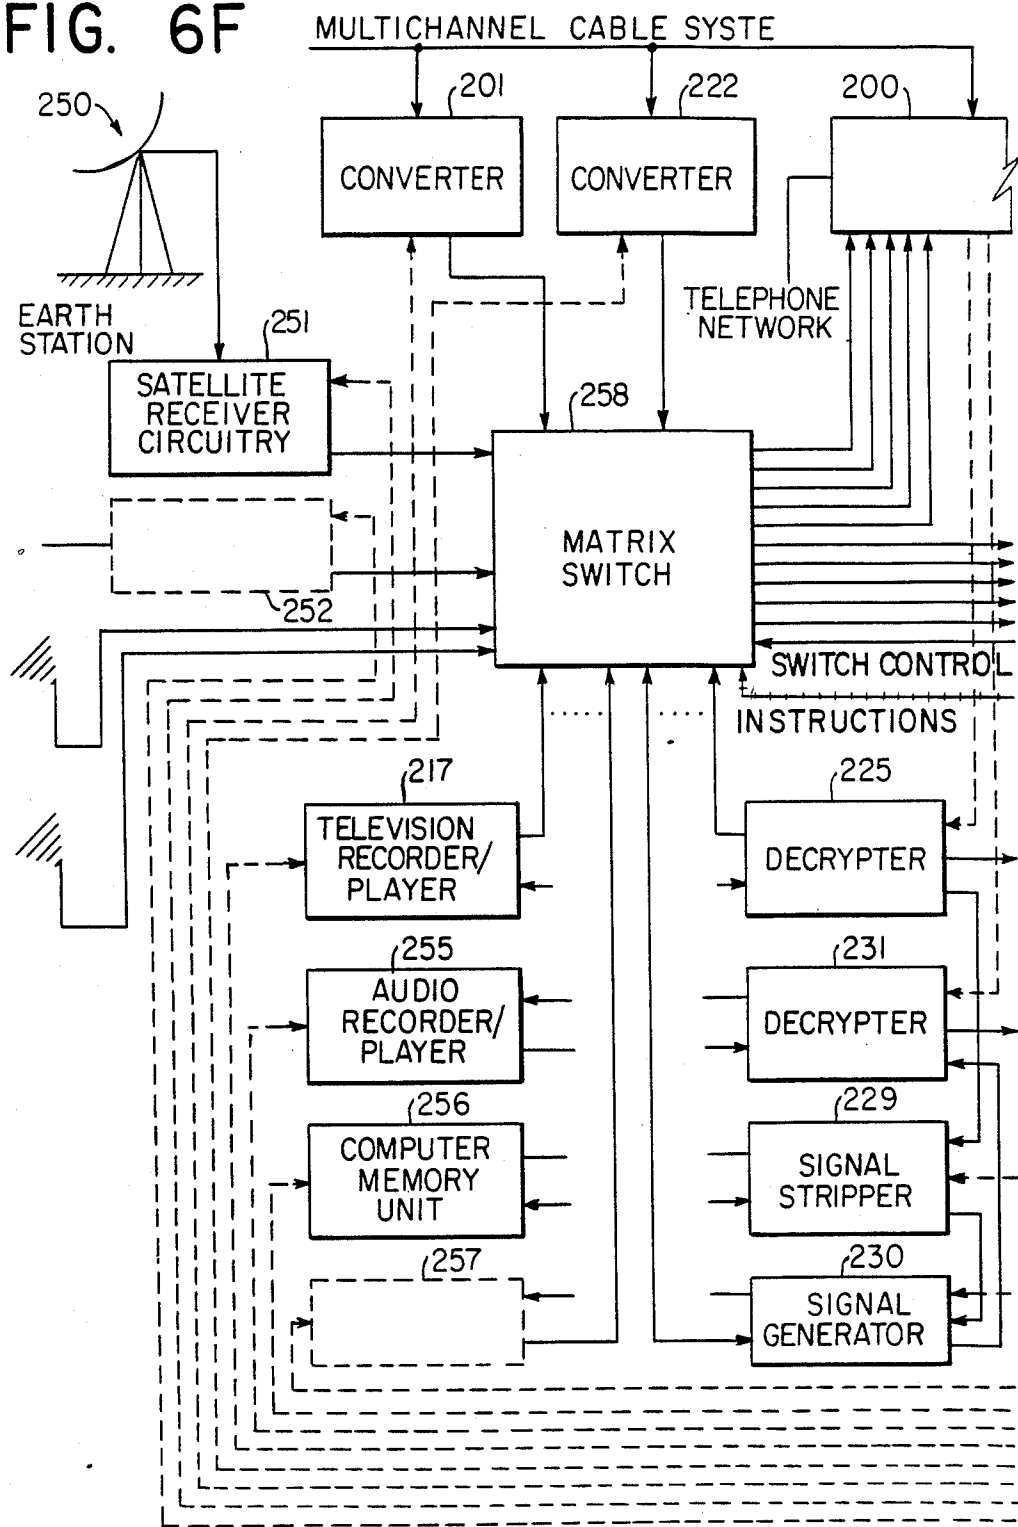 FIG. 6F
MULTICHANNEL CABLE SYSTE
250
201
222
200
CONVERTER
CONVERTER
EARTH
STATION
TELEPHONE
NETWORK
251
SATELLITE
RECEIVER
CIRCUITRY
258
MATRIX
SWITCH
252
SWITCH CONTROL
INSTRUCTIONS
217
TELEVISION
RECORDER/
PLAYER
225
DECRYPTER
255
AUDIO
RECORDER/
PLAYER
231
DECRYPTER
256
COMPUTER
MEMORY
UNIT
229
SIGNAL
STRIPPER
257
230
SIGNAL
GENERATOR